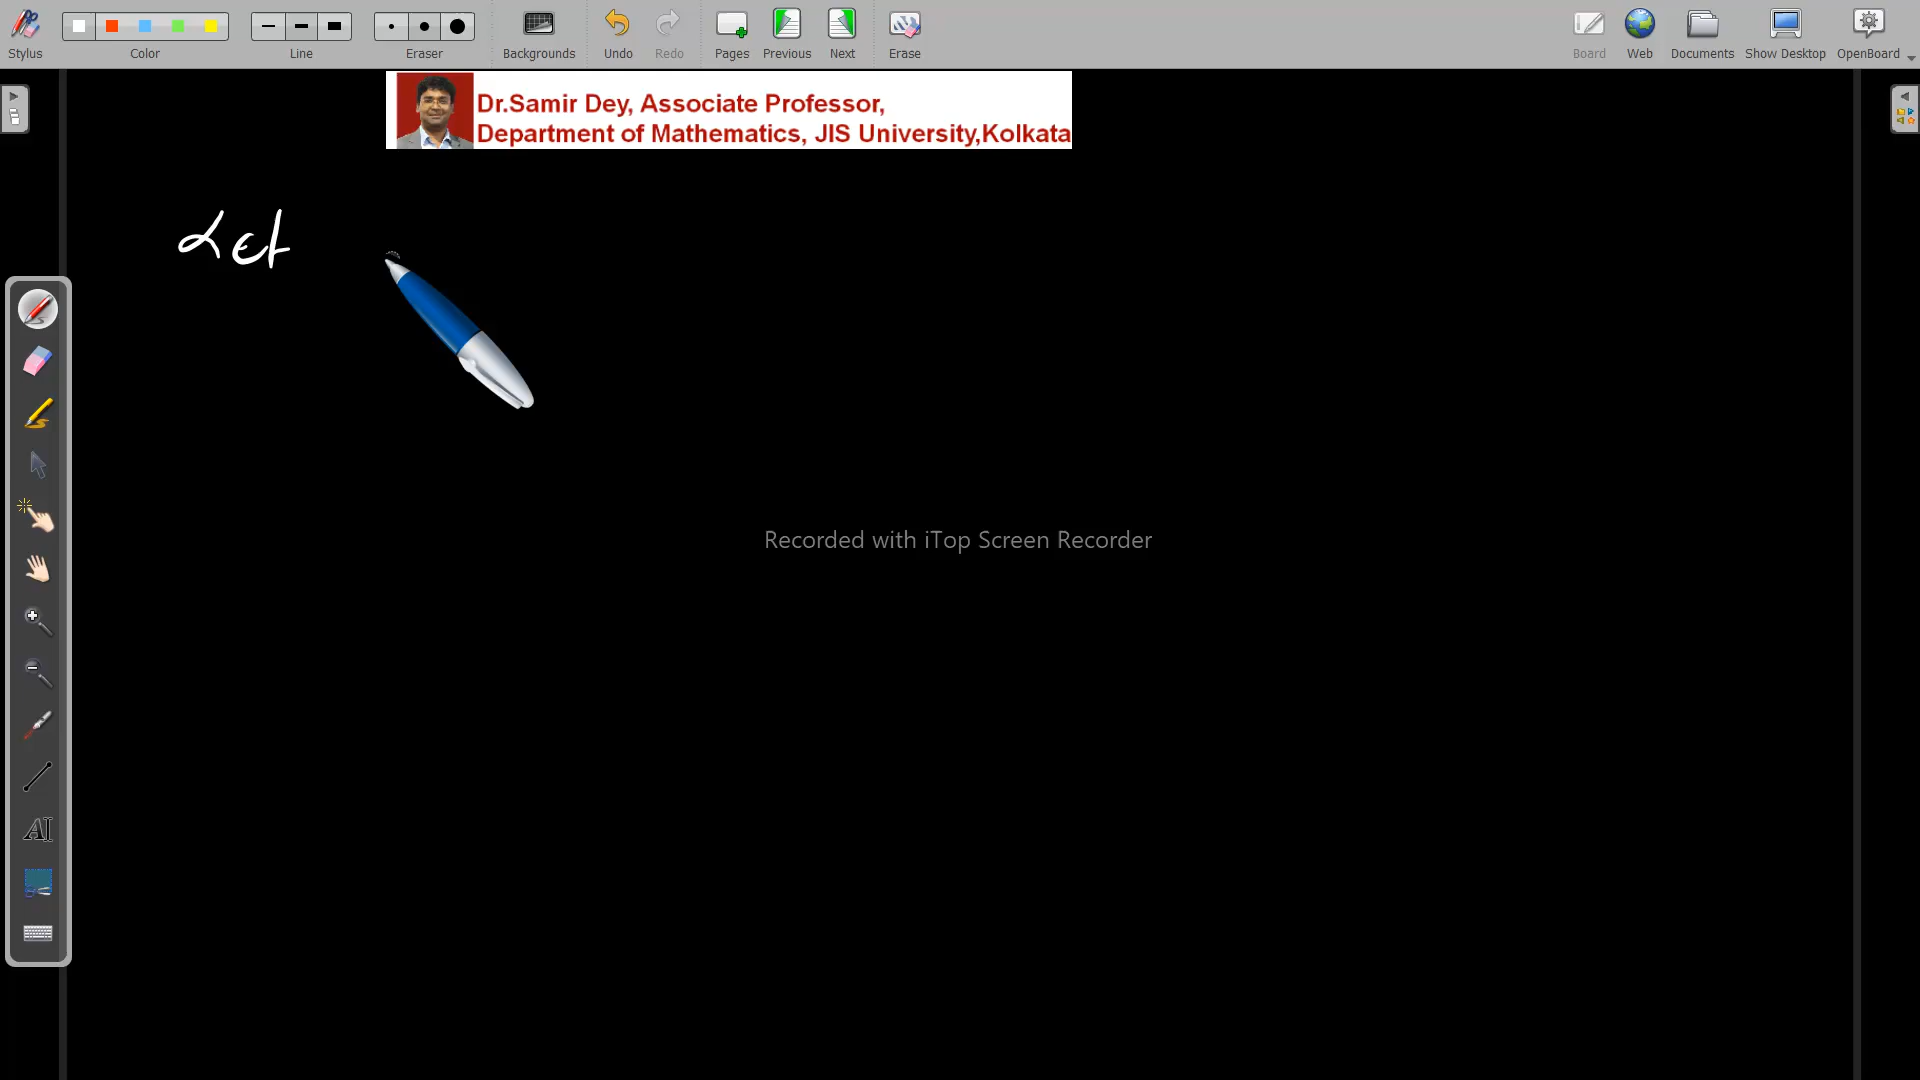 Stylus Color Line Eraser Backgrounds Undo Redo Pages Previous Next Erase Board Web Documents Show Desktop OpenBoard
Dr.Samir Dey, Associate Professor,
Department of Mathematics, JIS University,Kolkata
Let
Recorded with iTop Screen Recorder